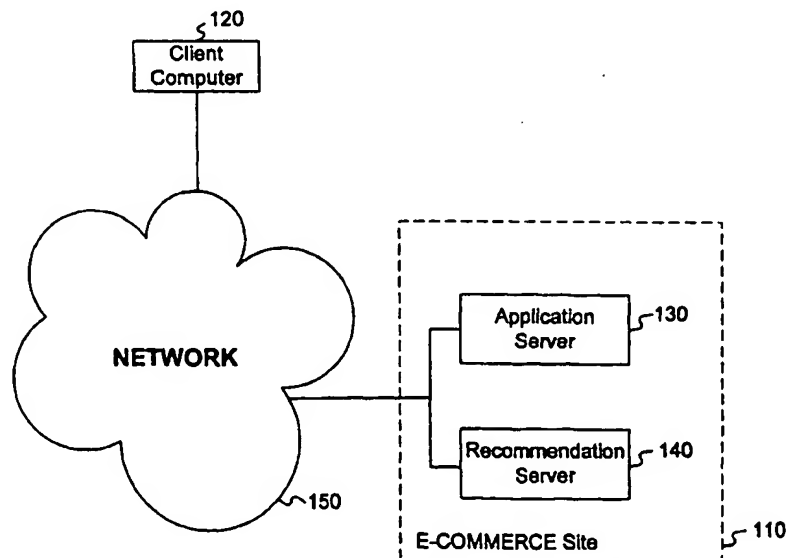 120
Client
Computer
Application
Server
130
NETWORK
Recommendation
Server
140
150
E-COMMERCE Site
110